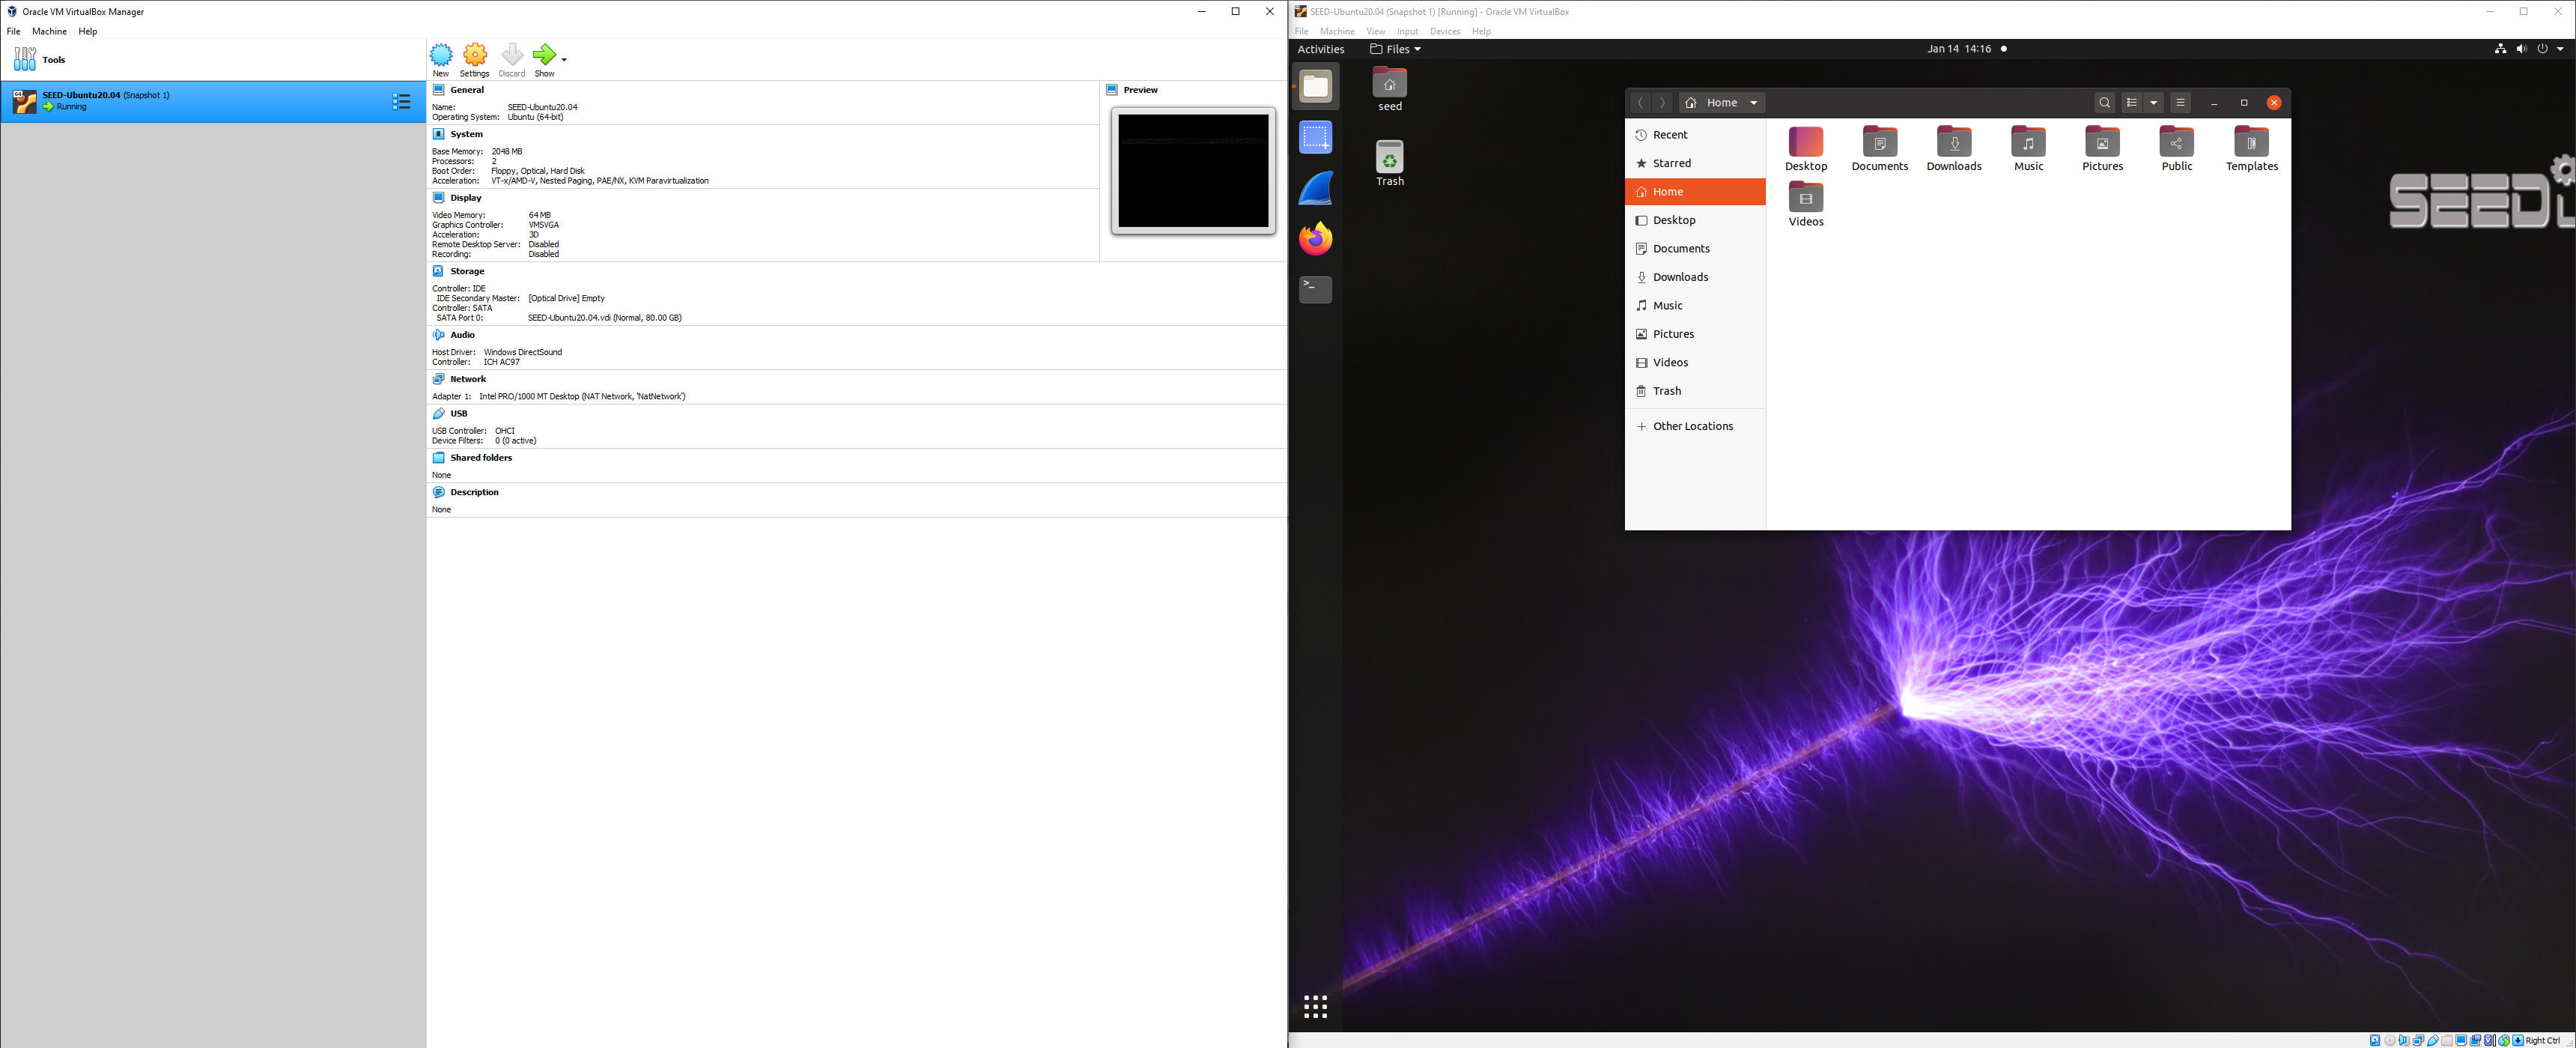 Oracle VM VirtualBox Manager
File Machine Help
Tools
New Settings Discard Show
64
SEED-Ubuntu20.04 (Snapshot 1)
Running
General
Name: SEED-Ubuntu20.04
Operating System: Ubuntu (64-bit)
System
Base Memory: 2048 MB
Processors: 2
Boot Order: Floppy, Optical, Hard Disk
Acceleration: VT-x/AMD-V, Nested Paging, PAE/NX, KVM Paravirtualization
Display
Video Memory: 64 MB
Graphics Controller: VMSVGA
Acceleration: 3D
Remote Desktop Server: Disabled
Recording: Disabled
Storage
Controller: IDE
IDE Secondary Master: [Optical Drive] Empty
Controller: SATA
SATA Port 0: SEED-Ubuntu20.04.vdi (Normal, 80.00 GB)
Audio
Host Driver: Windows DirectSound
Controller: ICH AC97
Network
Adapter 1: Intel PRO/1000 MT Desktop (NAT Network, 'NatNetwork')
USB
USB Controller: OHCI
Device Filters: 0 (0 active)
Shared folders
None
Description
None
Preview
SEED-Ubuntu20.04 (Snapshot 1) [Running] - Oracle VM VirtualBox
File Machine View Input Devices Help
Activities Files Jan 14 14:16
seed
Trash
Home
Recent
Starred
Home
Desktop
Documents
Downloads
Music
Pictures
Videos
Trash
+ Other Locations
Desktop Documents Downloads Music Pictures Public Templates
Videos
SEED
>_
Right Ctrl